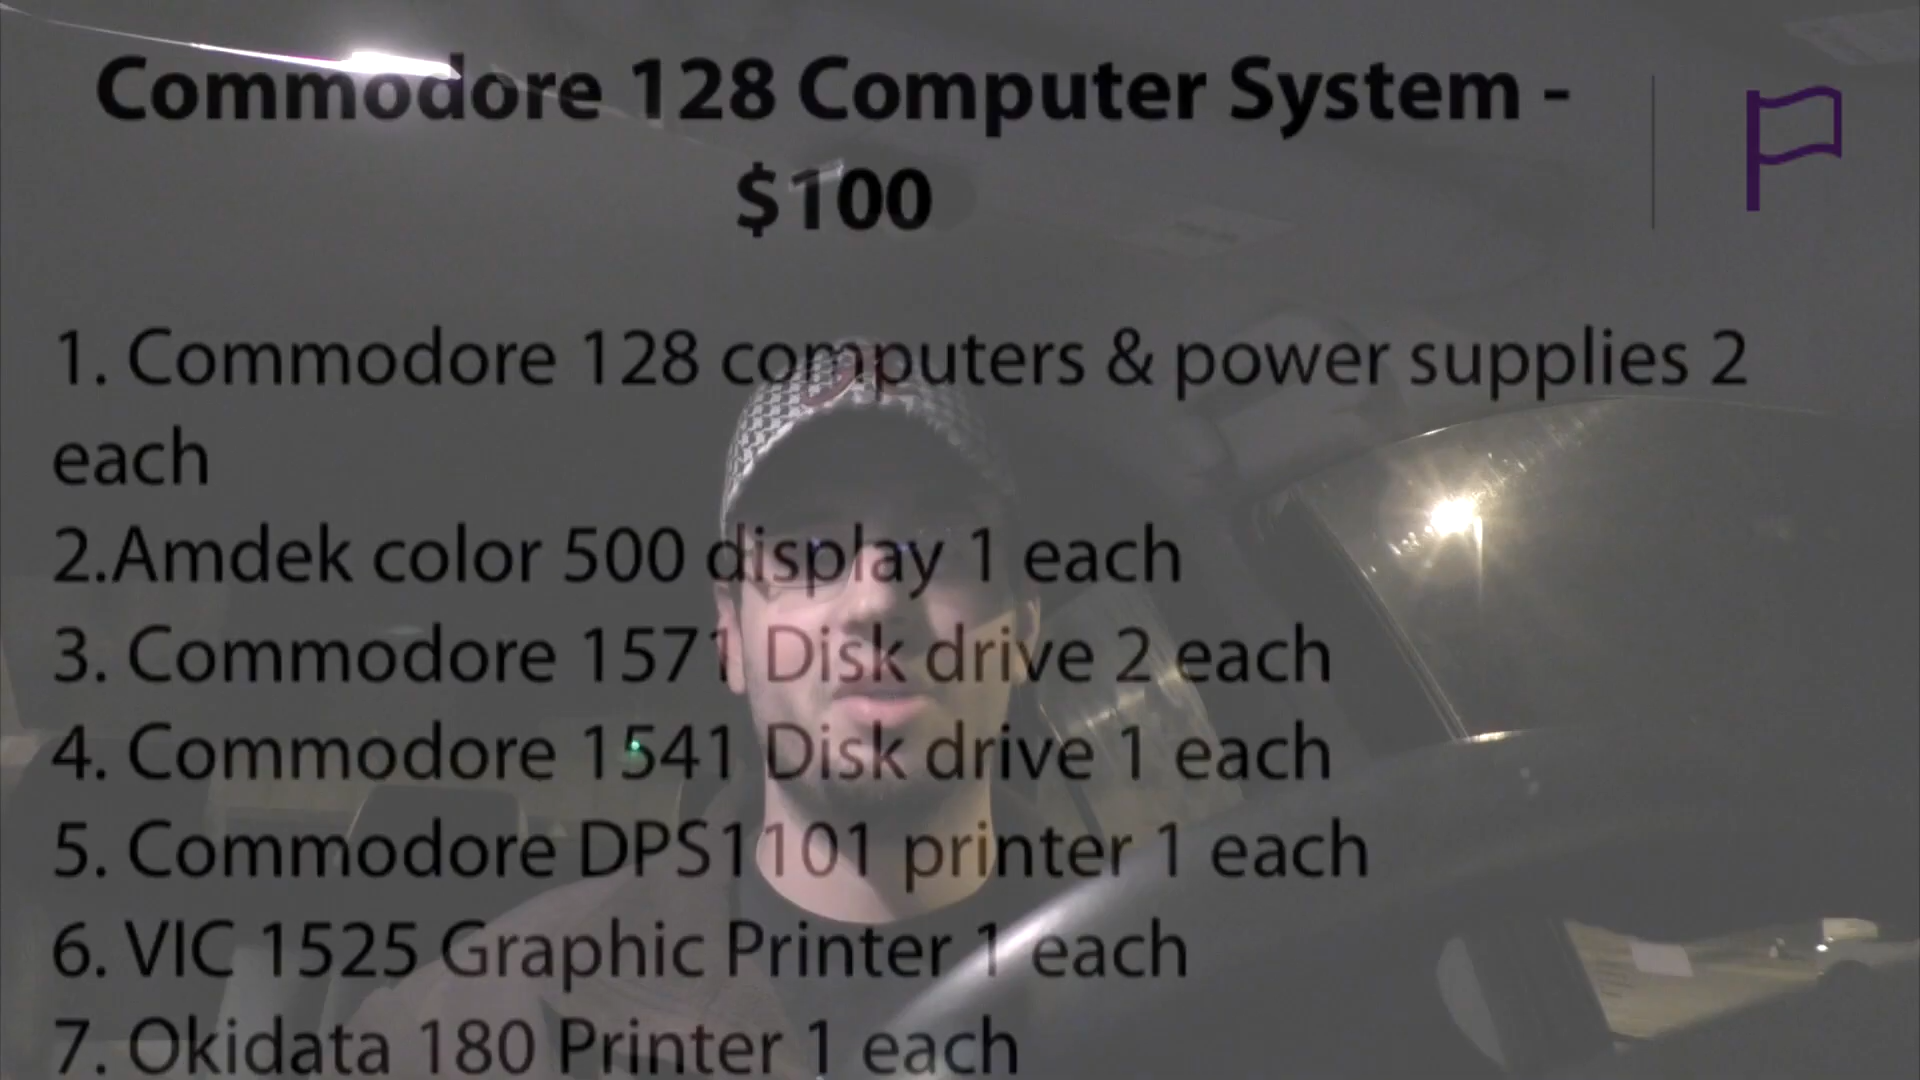 Commodore 128 Computer System -
$100
1. Commodore 128 computers & power supplies 2
each
2.Amdek color 500 display 1 each
3. Commodore 1571 Disk drive 2 each
4. Commodore 1541 Disk drive 1 each
5. Commodore DPS1101 printer 1 each
6. VIC 1525 Graphic Printer 1 each
7. Okidata 180 Printer 1 each